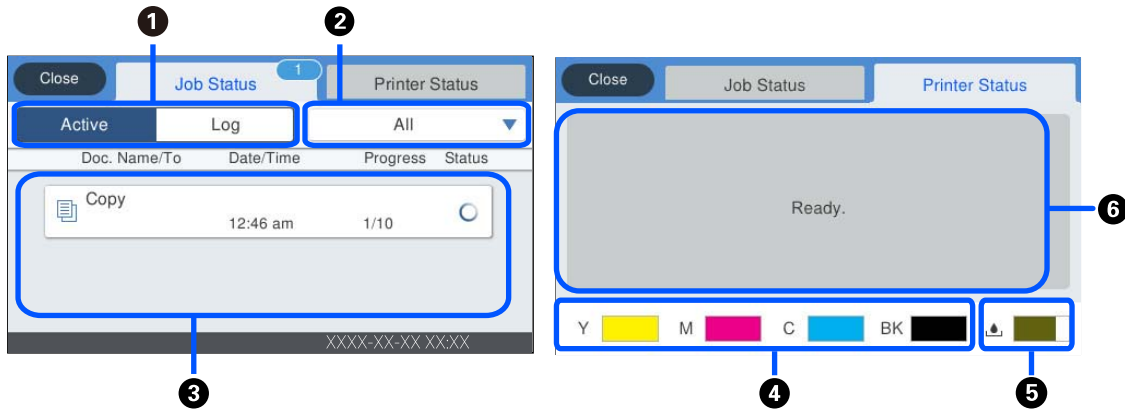 1 2
Close Job Status 1 Printer Status
Active Log All
Doc. Name/To Date/Time Progress Status
Copy
12:46 am 1/10
XXXX-XX-XX XX:XX
3
Close Job Status Printer Status
Ready.
6
Y M C BK
4 5